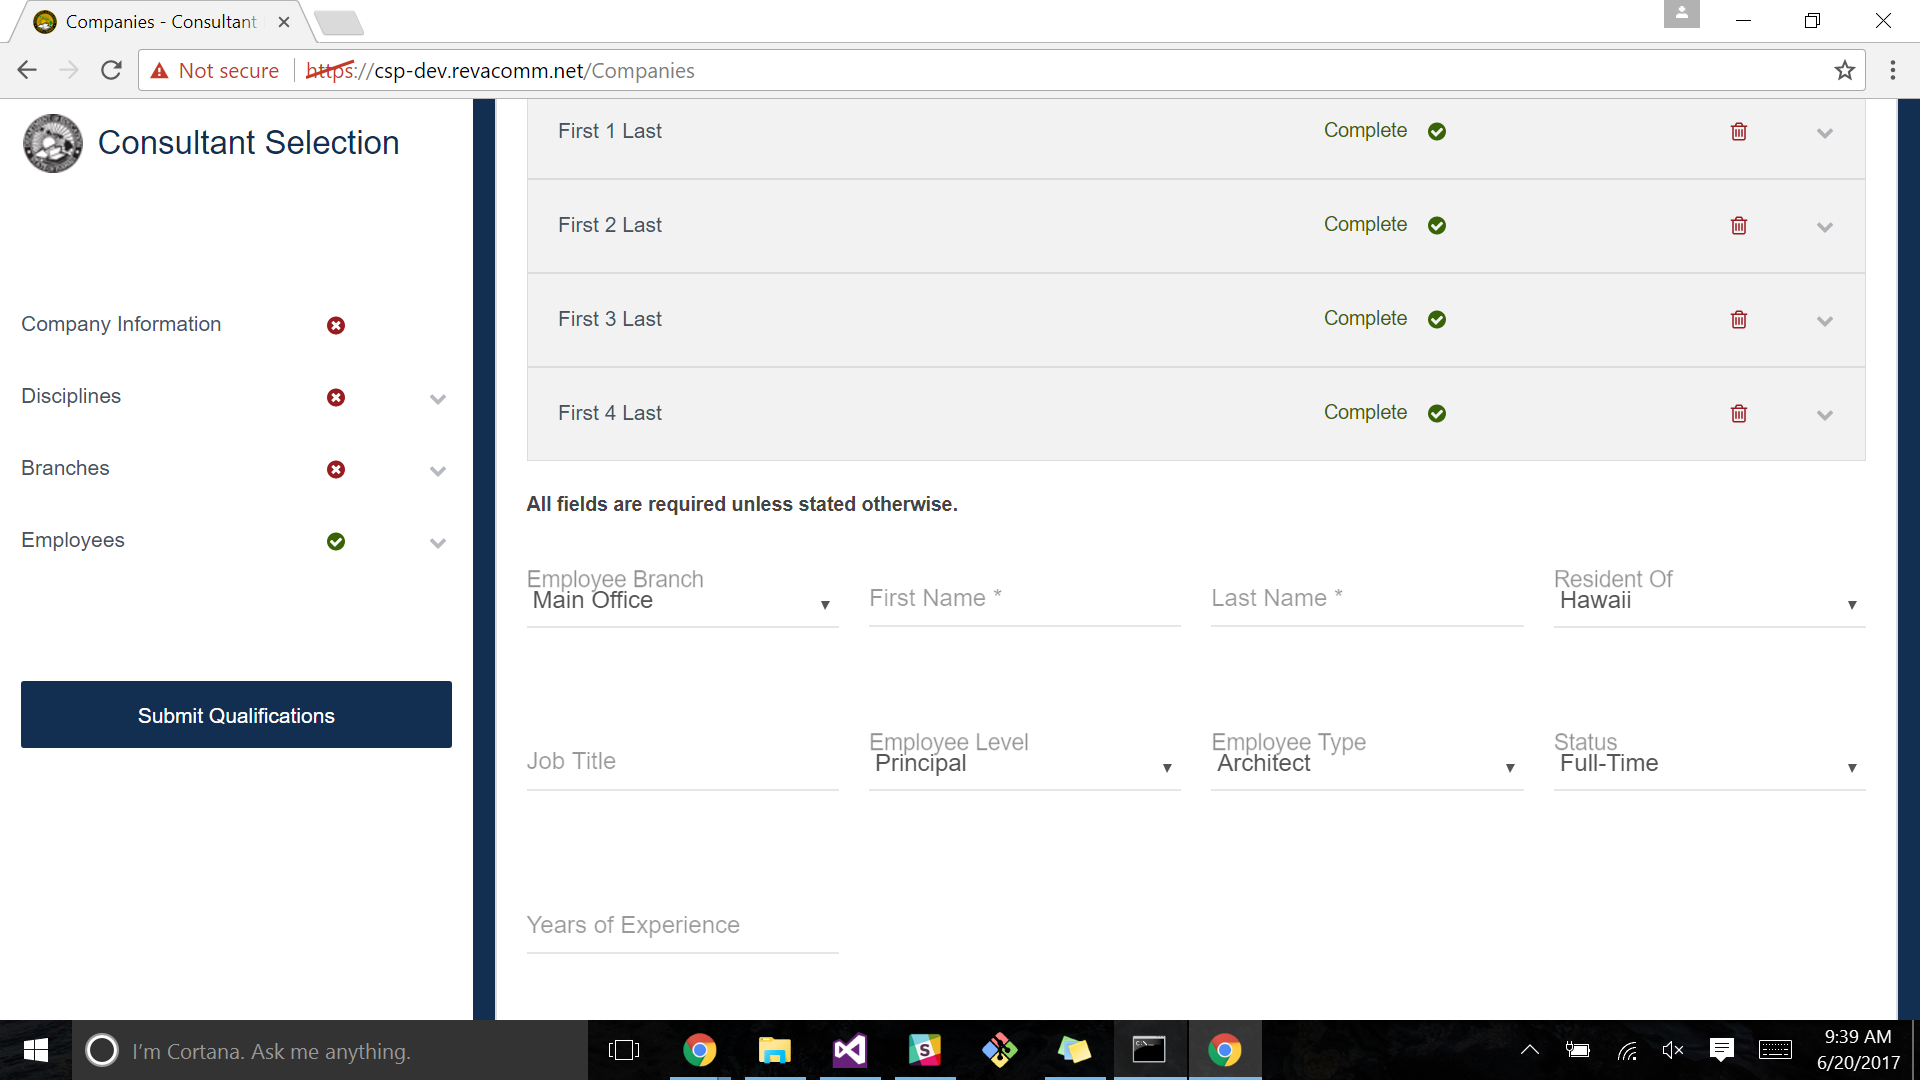 Companies - Consultant
Not secure https://csp-dev.revacomm.net/Companies
Consultant Selection
Company Information
Disciplines
Branches
Employees
Submit Qualifications
First 1 Last Complete
First 2 Last Complete
First 3 Last Complete
First 4 Last Complete
All fields are required unless stated otherwise.
Employee Branch
Main Office
First Name *
Last Name *
Resident Of
Hawaii
Job Title
Employee Level
Principal
Employee Type
Architect
Status
Full-Time
Years of Experience
I'm Cortana. Ask me anything.
9:39 AM
6/20/2017